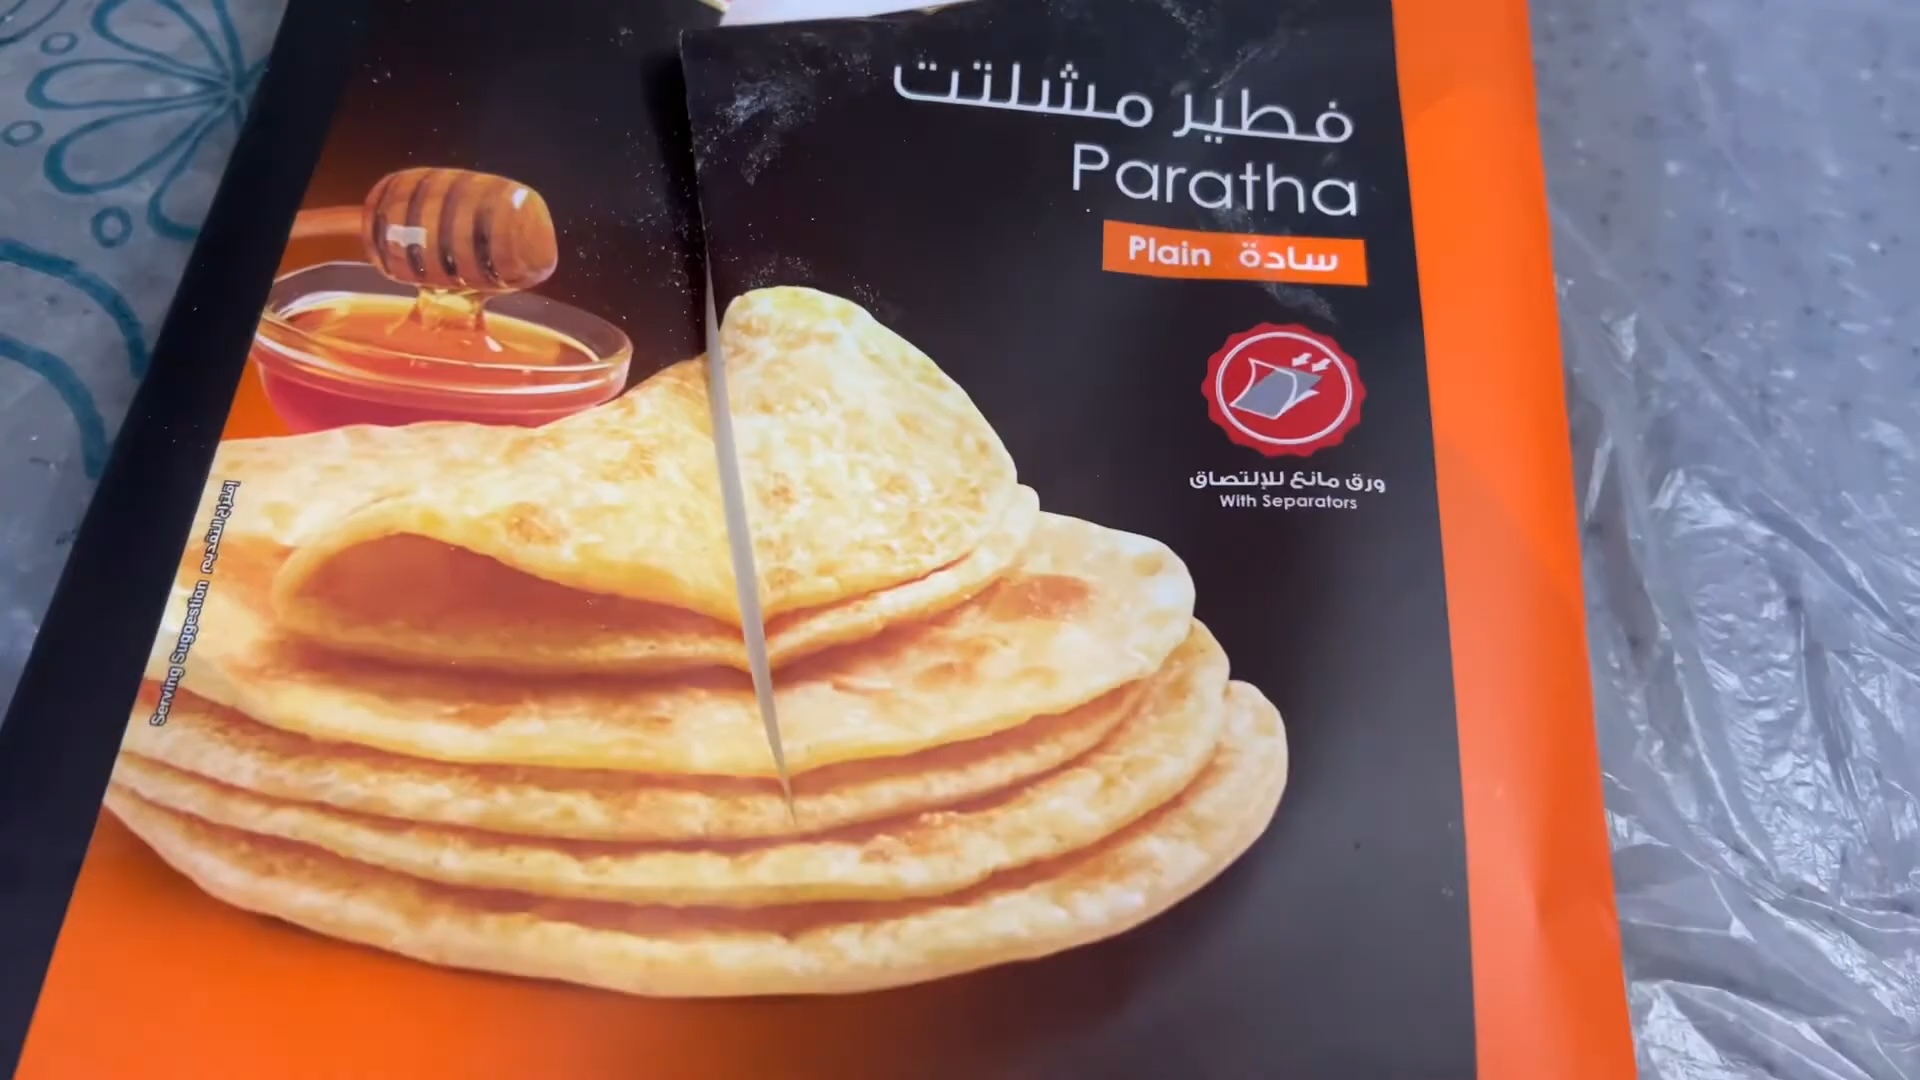 فطير مشلتت
Paratha
Plain سادة
ورق مانع للإلتصاق
With Separators
Serving Suggestion إقتراح التقديم